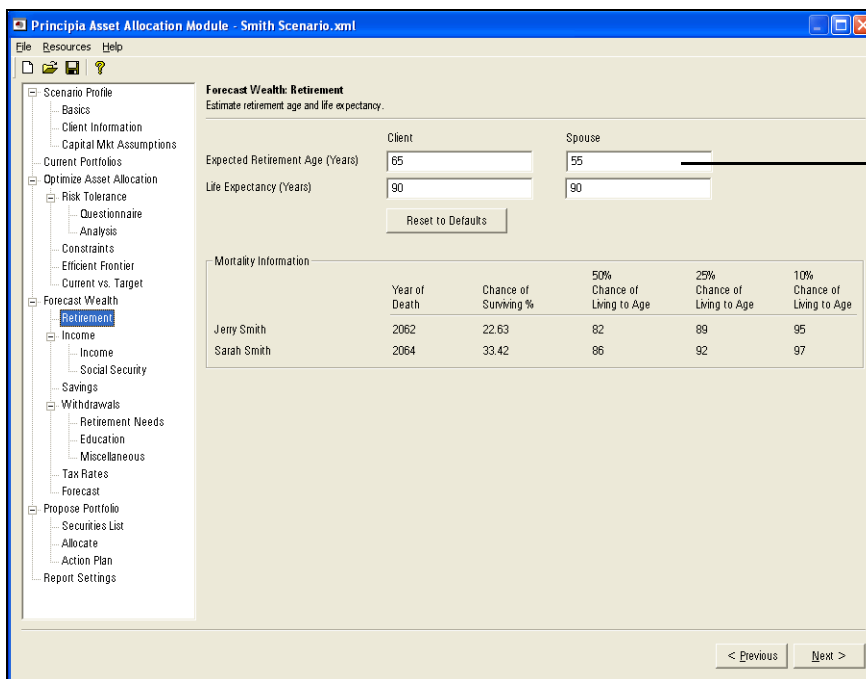 Principia Asset Allocation Module - Smith Scenario.xml
File Resources Help
Scenario Profile
Basics
Client Information
Capital Mkt Assumptions
Current Portfolios
Optimize Asset Allocation
Risk Tolerance
Questionnaire
Analysis
Constraints
Efficient Frontier
Current vs. Target
Forecast Wealth
Retirement
Income
Income
Social Security
Savings
Withdrawals
Retirement Needs
Education
Miscellaneous
Tax Rates
Forecast
Propose Portfolio
Securities List
Allocate
Action Plan
Report Settings
Forecast Wealth: Retirement
Estimate retirement age and life expectancy.
Client Spouse
Expected Retirement Age (Years) 65 55
Life Expectancy (Years) 90 90
Reset to Defaults
Mortality Information
50% 25% 10%
Year of Chance of Chance of Chance of Chance of
Death Surviving % Living to Age Living to Age Living to Age
Jerry Smith 2062 22.63 82 89 95
Sarah Smith 2064 33.42 86 92 97
< Previous Next >